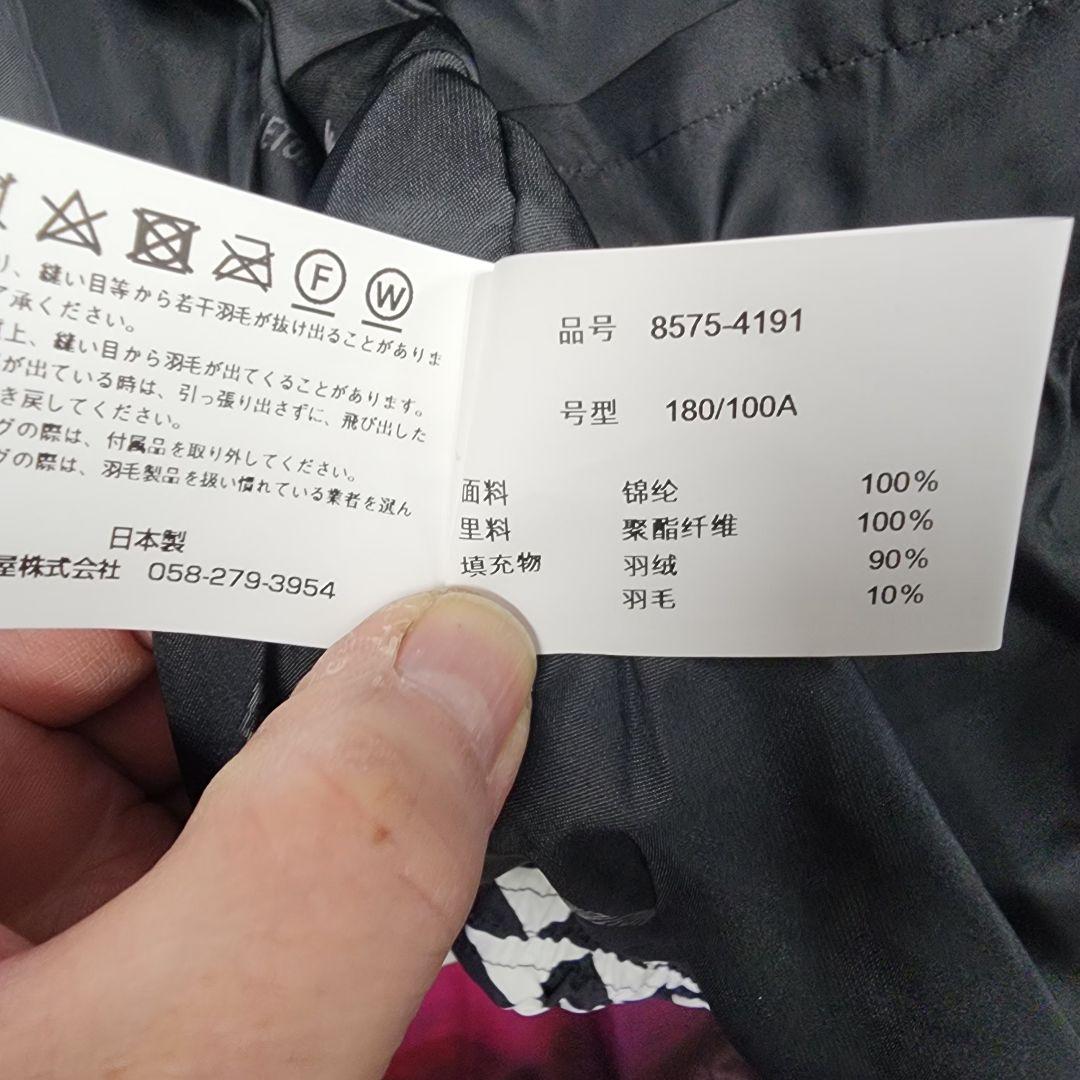 F W
り、縫い目等から若干羽毛が抜け出ることがありま
了承ください。
上、縫い目から羽毛が出てくることがあります。
が出ている時は、引っ張り出さずに、飛び出した
き戻してください。
グの際は、付属品を取り外してください。
グの際は、羽毛製品を扱い慣れている業者を選ん
日本製
屋株式会社 058-279-3954
品号 8575-4191
号型 180/100A
面料 锦纶 100%
里料 聚酯纤维 100%
填充物 羽绒 90%
羽毛 10%